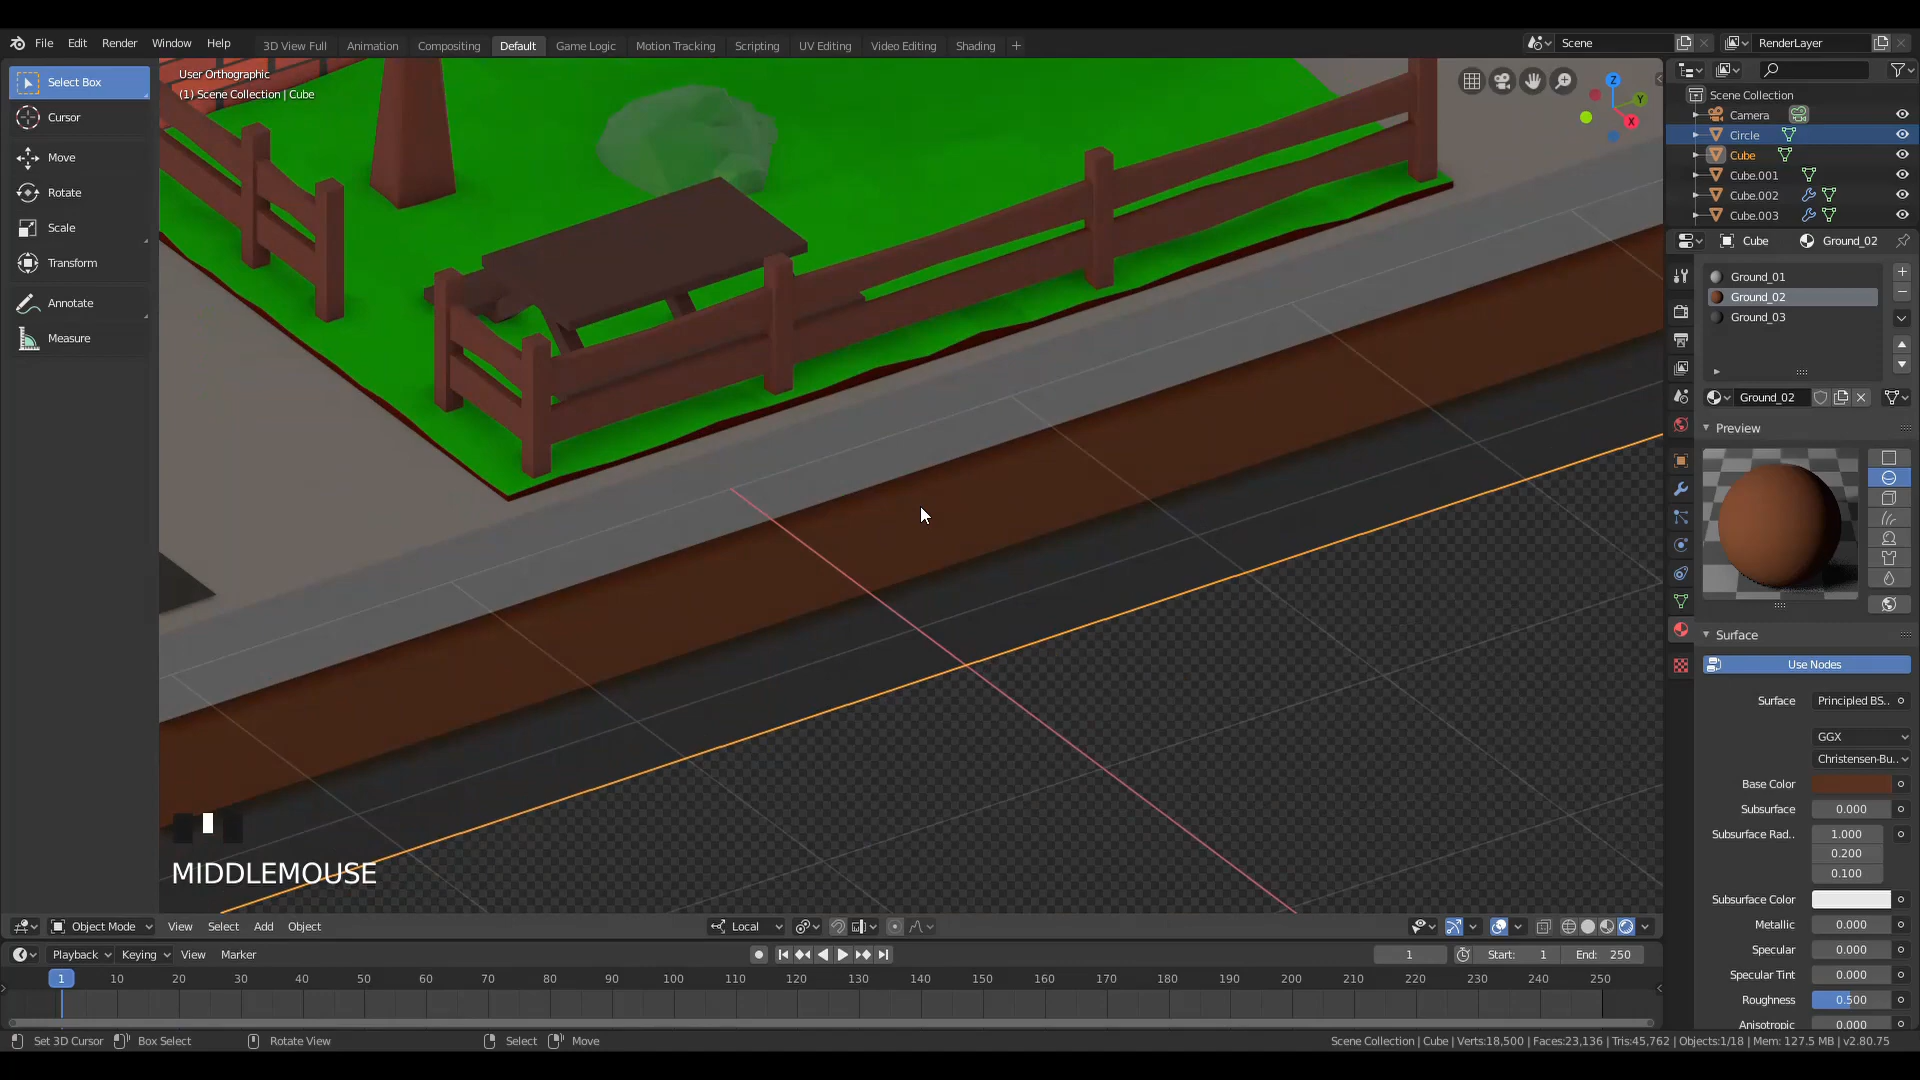 File Edit Render Window Help 3D View Full Animation Compositing Default Game Logic Motion Tracking Scripting UV Editing Video Editing Shading + Scene RenderLayer
Select Box
Cursor
Move
Rotate
Scale
Transform
Annotate
Measure
User Orthographic
(1) Scene Collection | Cube
Z
Y
X
MIDDLEMOUSE
Scene Collection
Camera
Circle
Cube
Cube.001
Cube.002
Cube.003
Cube Ground_02
Ground_01
Ground_02
Ground_03
Ground_02
Preview
Surface
Use Nodes
Surface Principled BS..
GGX
Christensen-Bu..
Base Color
Subsurface 0.000
Subsurface Rad.. 1.000
0.200
0.100
Subsurface Color
Metallic 0.000
Specular 0.000
Specular Tint 0.000
Roughness 0.500
Anisotropic 0.000
Object Mode View Select Add Object Local
Playback Keying View Marker 1 Start: 1 End: 250
1 10 20 30 40 50 60 70 80 90 100 110 120 130 140 150 160 170 180 190 200 210 220 230 240 250
Set 3D Cursor Box Select Rotate View Select Move Scene Collection | Cube | Verts:18,500 | Faces:23,136 | Tris:45,762 | Objects:1/18 | Mem: 127.5 MB | v2.80.75